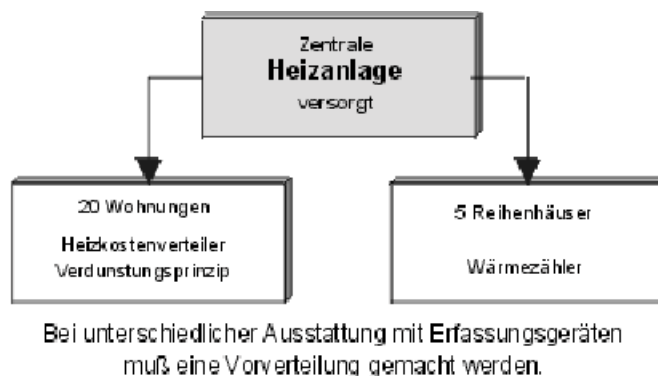 Zentrale
Heizanlage
versorgt
20 Wohnungen
Heizkostenverteiler
Verdunstungsprinzip
5 Reihenhäuser
Wärmezähler
Bei unterschiedlicher Ausstattung mit Erfassungsgeräten
muß eine Vorverteilung gemacht werden.